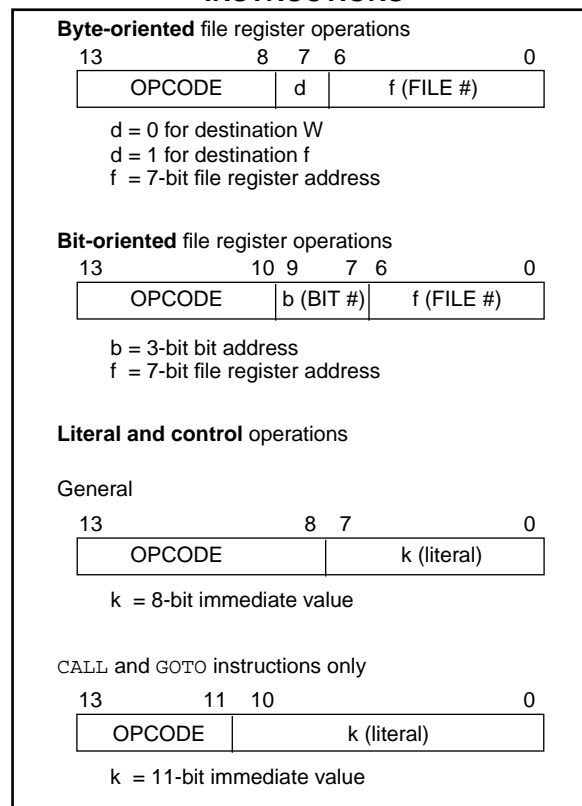 Byte-oriented file register operations
13 8 7 6 0
OPCODE d f (FILE #)
d = 0 for destination W
d = 1 for destination f
f = 7-bit file register address
Bit-oriented file register operations
13 10 9 7 6 0
OPCODE b (BIT #) f (FILE #)
b = 3-bit bit address
f = 7-bit file register address
Literal and control operations
General
13 8 7 0
OPCODE k (literal)
k = 8-bit immediate value
CALL and GOTO instructions only
13 11 10 0
OPCODE k (literal)
k = 11-bit immediate value